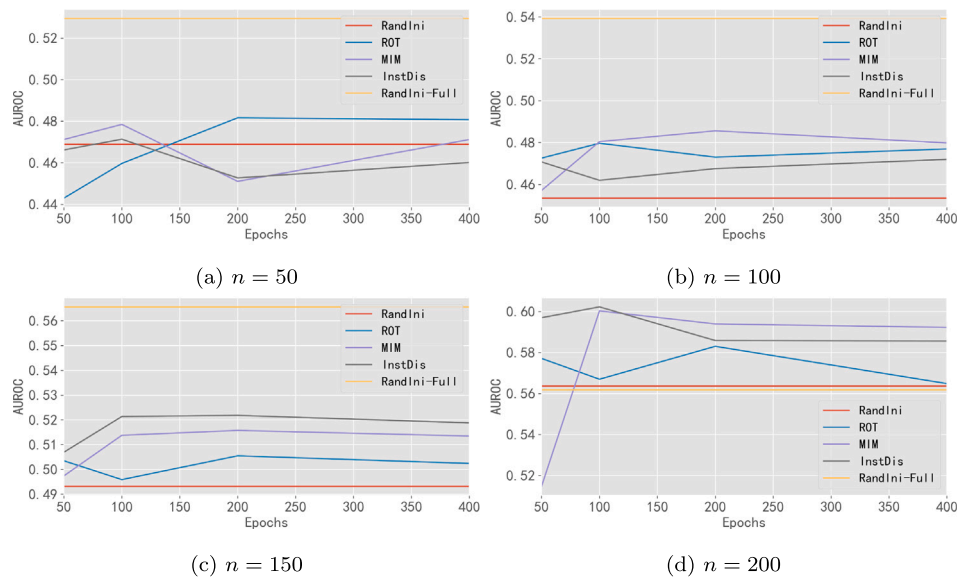 0.52
0.50
0.48
0.46
0.44
AUROC
50 100 150 200 250 300 350 400
Epochs
RandIni
ROT
MIM
InstDis
RandIni-Full
(a) n = 50
0.54
0.52
0.50
0.48
0.46
AUROC
50 100 150 200 250 300 350 400
Epochs
RandIni
ROT
MIM
InstDis
RandIni-Full
(b) n = 100
0.56
0.55
0.54
0.53
0.52
0.51
0.50
0.49
AUROC
50 100 150 200 250 300 350 400
Epochs
RandIni
ROT
MIM
InstDis
RandIni-Full
(c) n = 150
0.60
0.58
0.56
0.54
0.52
AUROC
50 100 150 200 250 300 350 400
Epochs
RandIni
ROT
MIM
InstDis
RandIni-Full
(d) n = 200